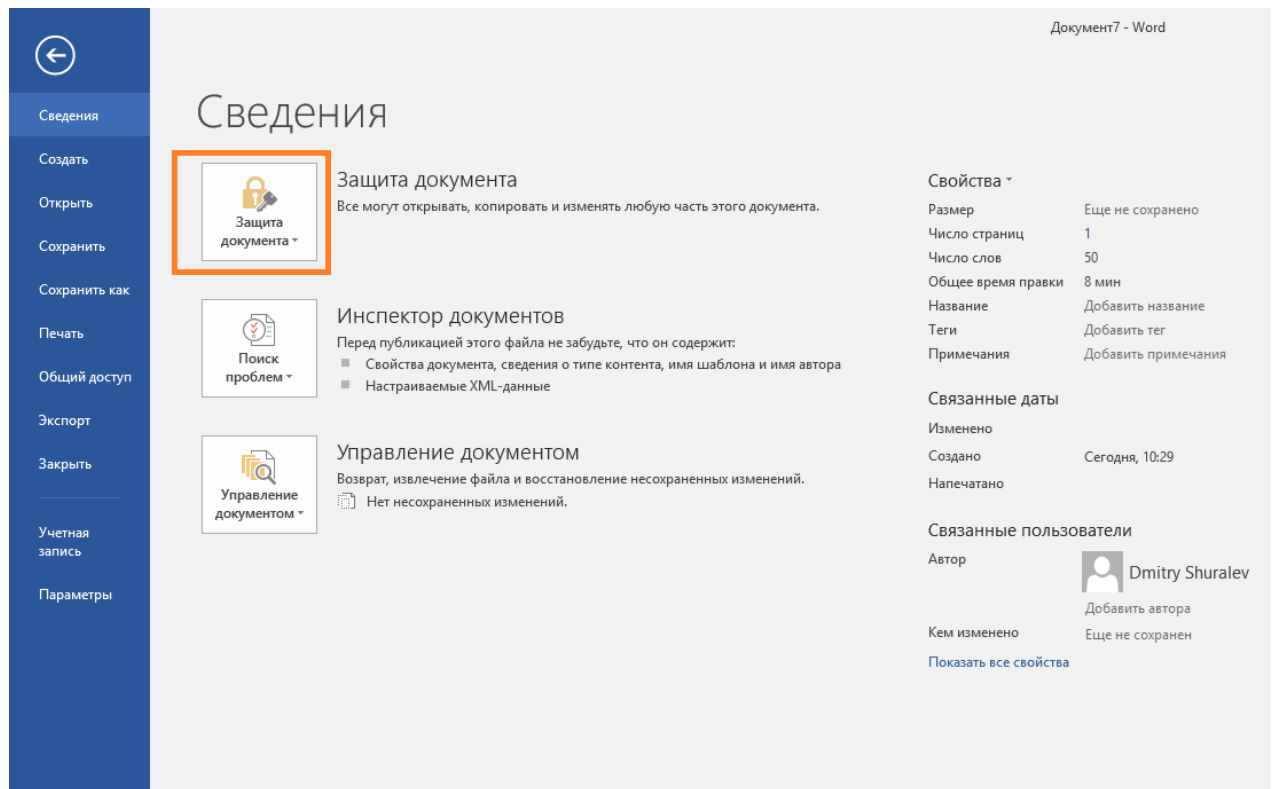 Документ7 - Word
Сведения
Создать
Открыть
Сохранить
Сохранить как
Печать
Общий доступ
Экспорт
Закрыть
Учетная
запись
Параметры
Сведения
Защита
документа
Защита документа
Все могут открывать, копировать и изменять любую часть этого документа.
Поиск
проблем
Инспектор документов
Перед публикацией этого файла не забудьте, что он содержит:
Свойства документа, сведения о типе контента, имя шаблона и имя автора
Настраиваемые XML-данные
Управление
документом
Управление документом
Возврат, извлечение файла и восстановление несохраненных изменений.
Нет несохраненных изменений.
Свойства
Размер Еще не сохранено
Число страниц 1
Число слов 50
Общее время правки 8 мин
Название Добавить название
Теги Добавить тег
Примечания Добавить примечания
Связанные даты
Изменено
Создано Сегодня, 10:29
Напечатано
Связанные пользователи
Автор Dmitry Shuralev
Добавить автора
Кем изменено Еще не сохранен
Показать все свойства